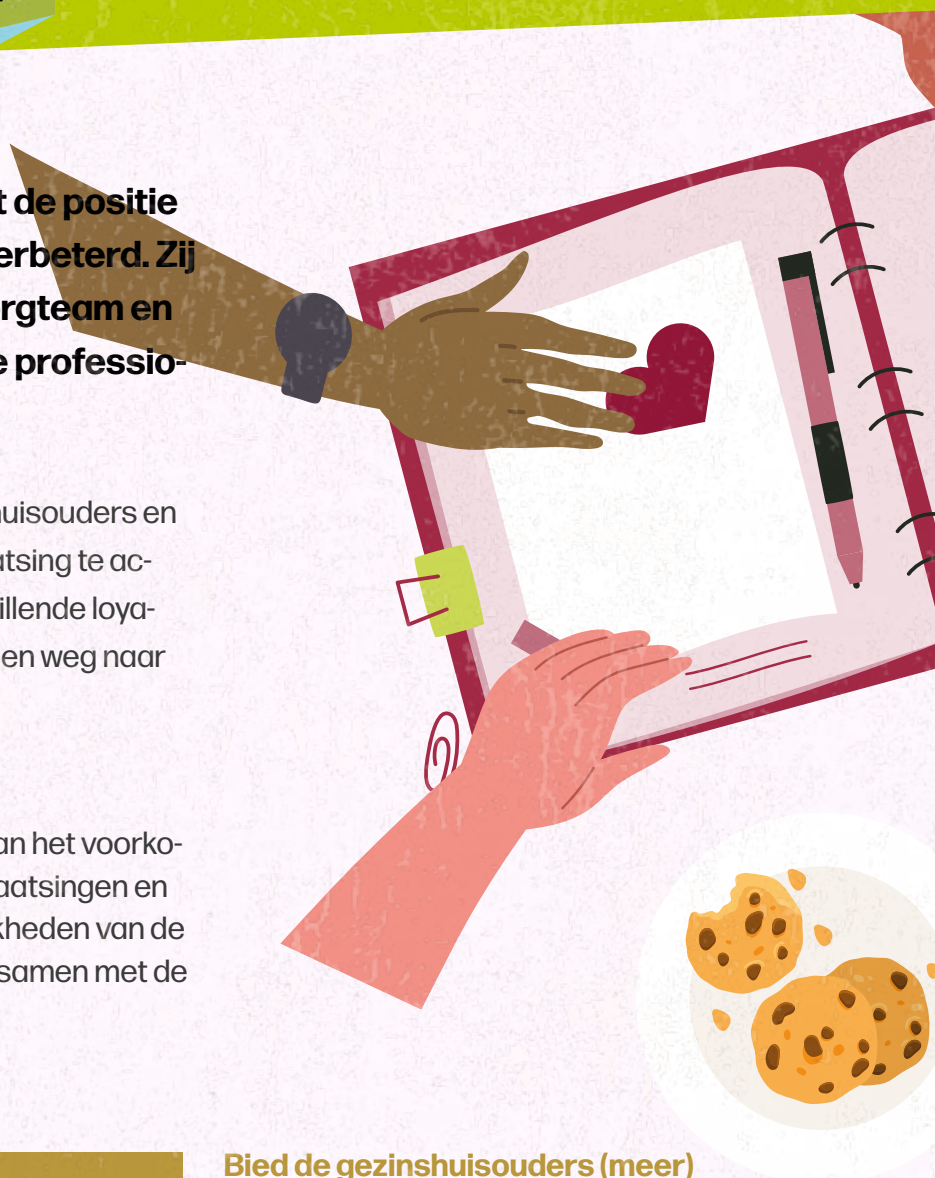 t de positie
erbeterd. Zij
rgteam en
e professio-
uisouders en
atsing te ac-
illende loya-
en weg naar
an het voorko-
aatsingen en
kheden van de
samen met de
Bied de gezinshuisouders (meer)